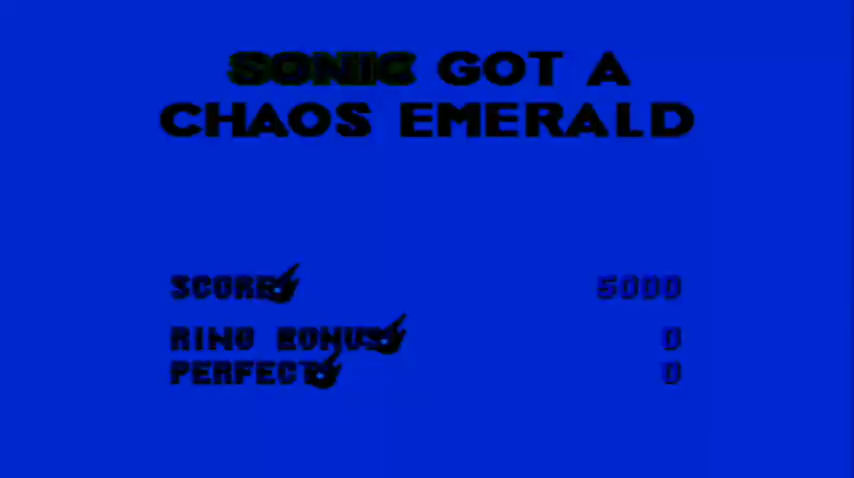 SONIC GOT A
CHAOS EMERALD
SCORE 5000
RING BONUS 0
PERFECT 0